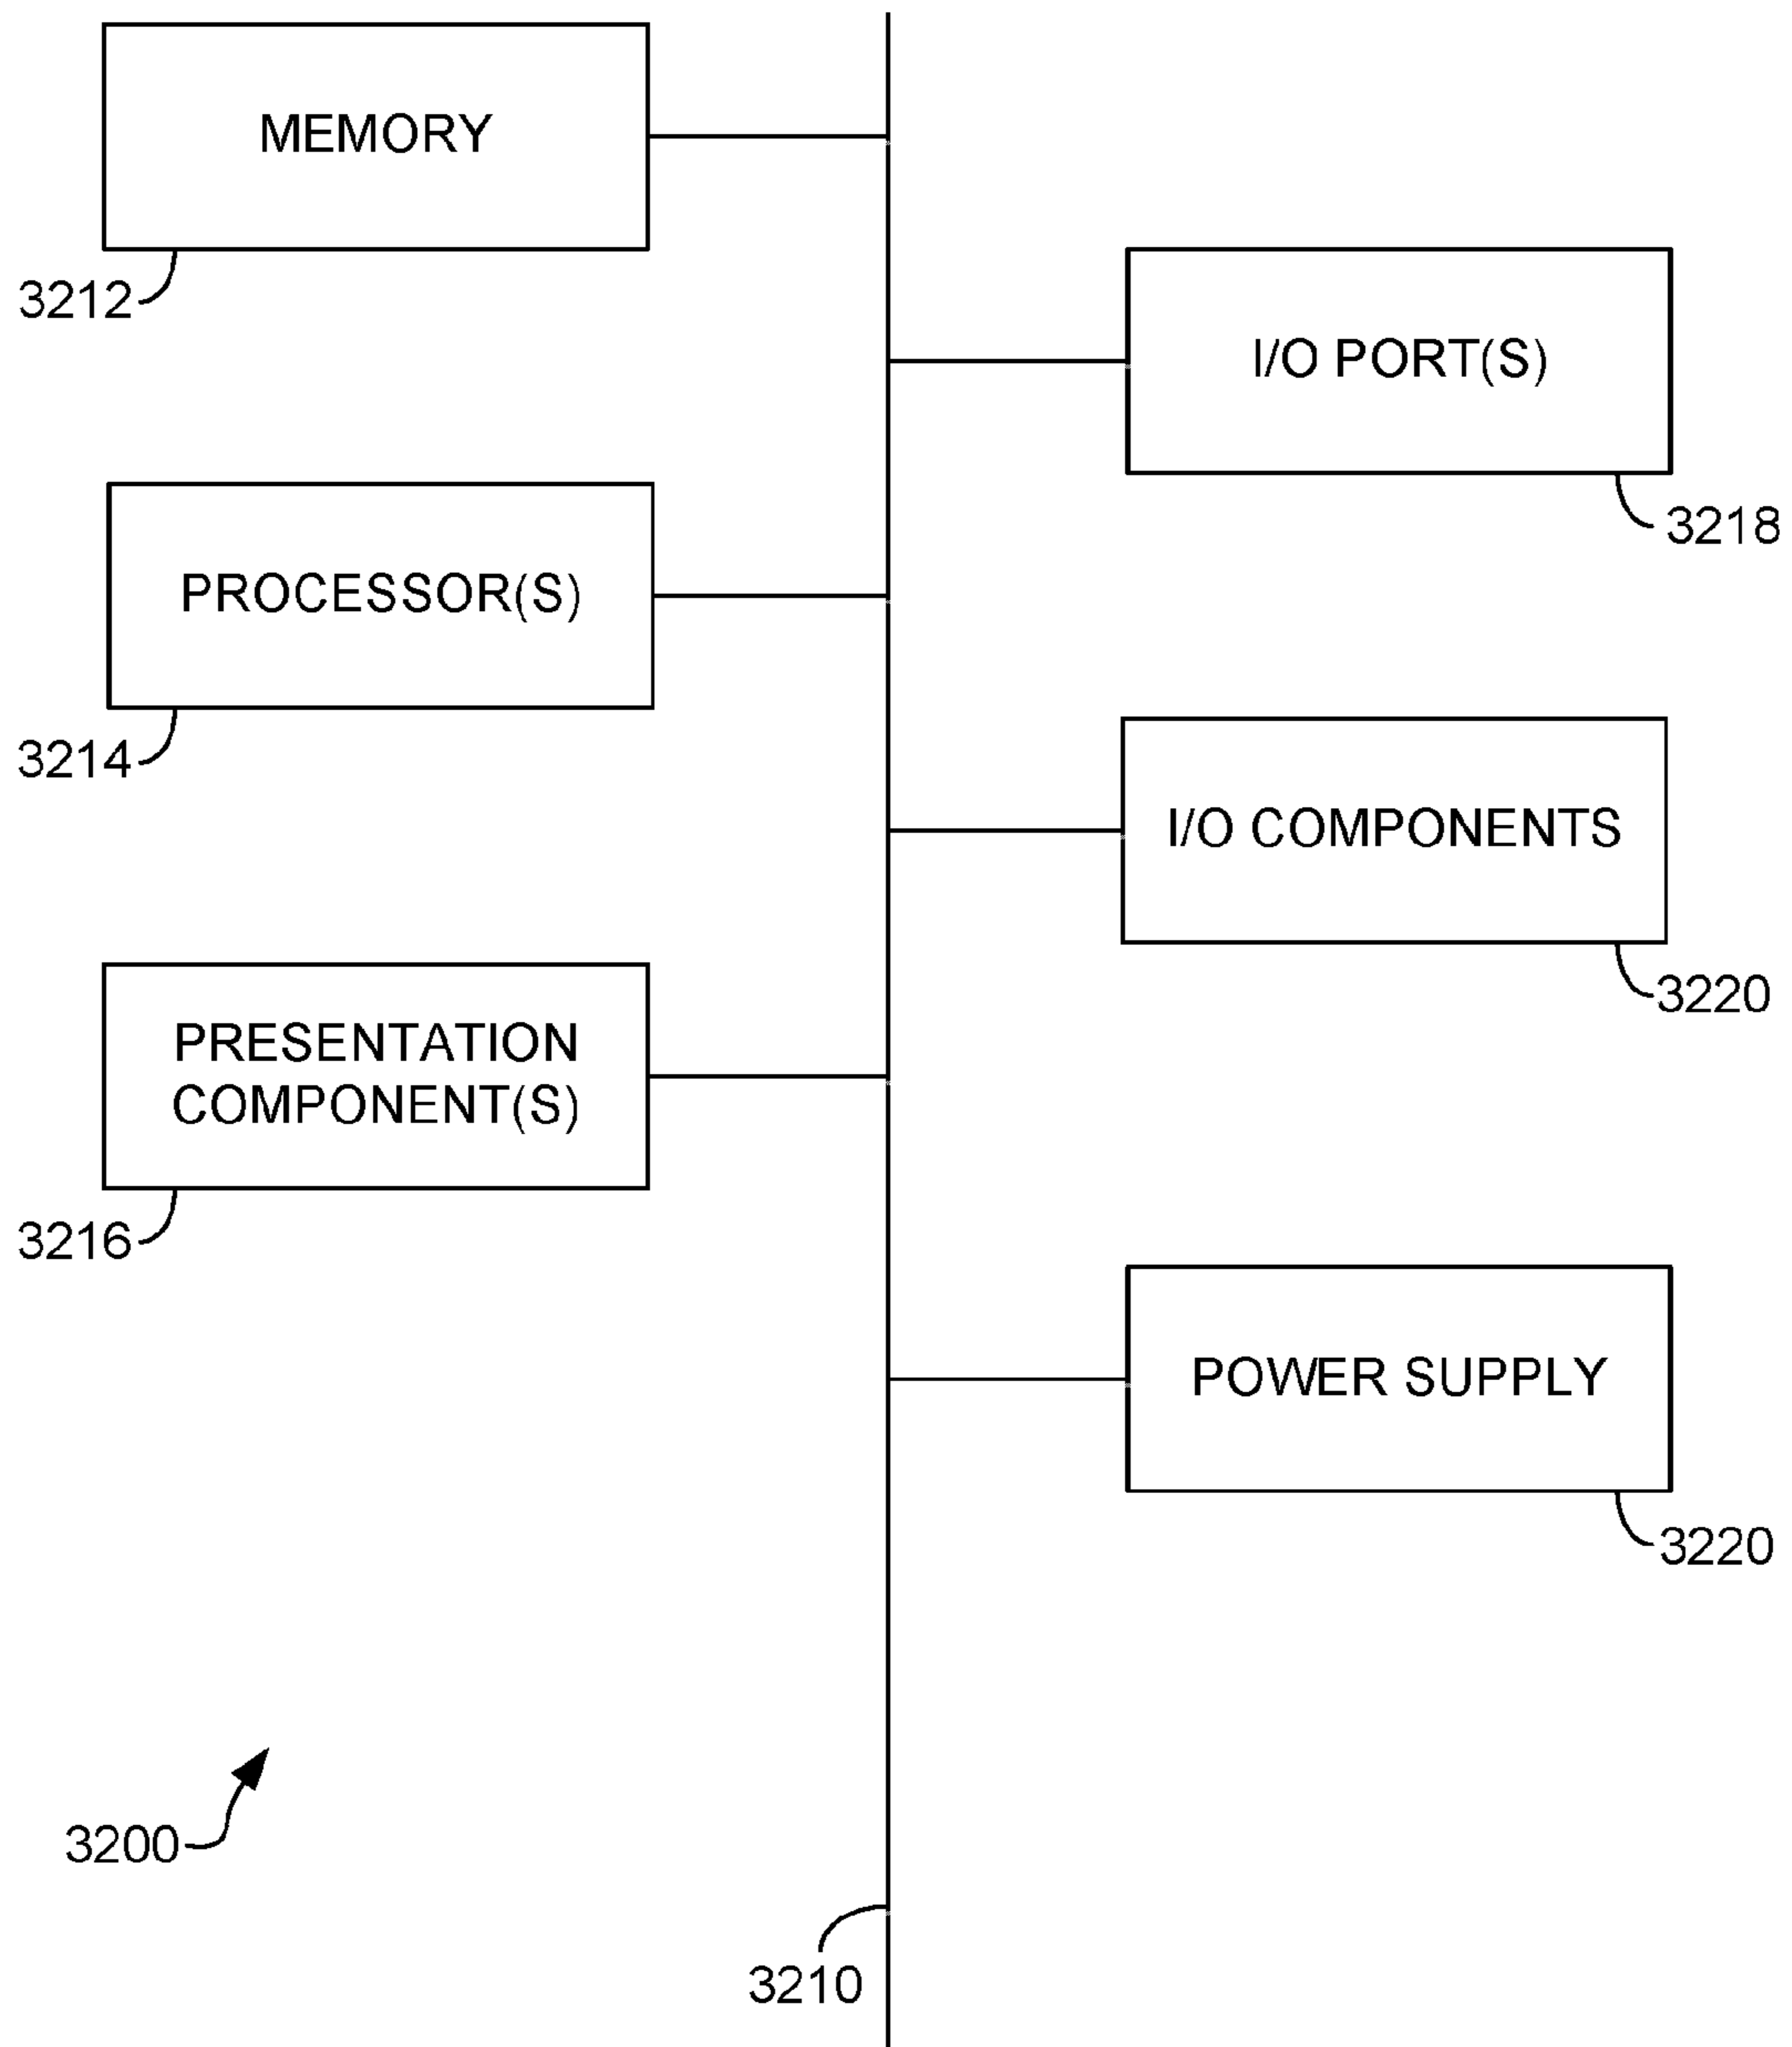 MEMORY
3212
I/O PORT(S)
3218
PROCESSOR(S)
3214
I/O COMPONENTS
3220
PRESENTATION
COMPONENT(S)
3216
POWER SUPPLY
3220
3200
3210